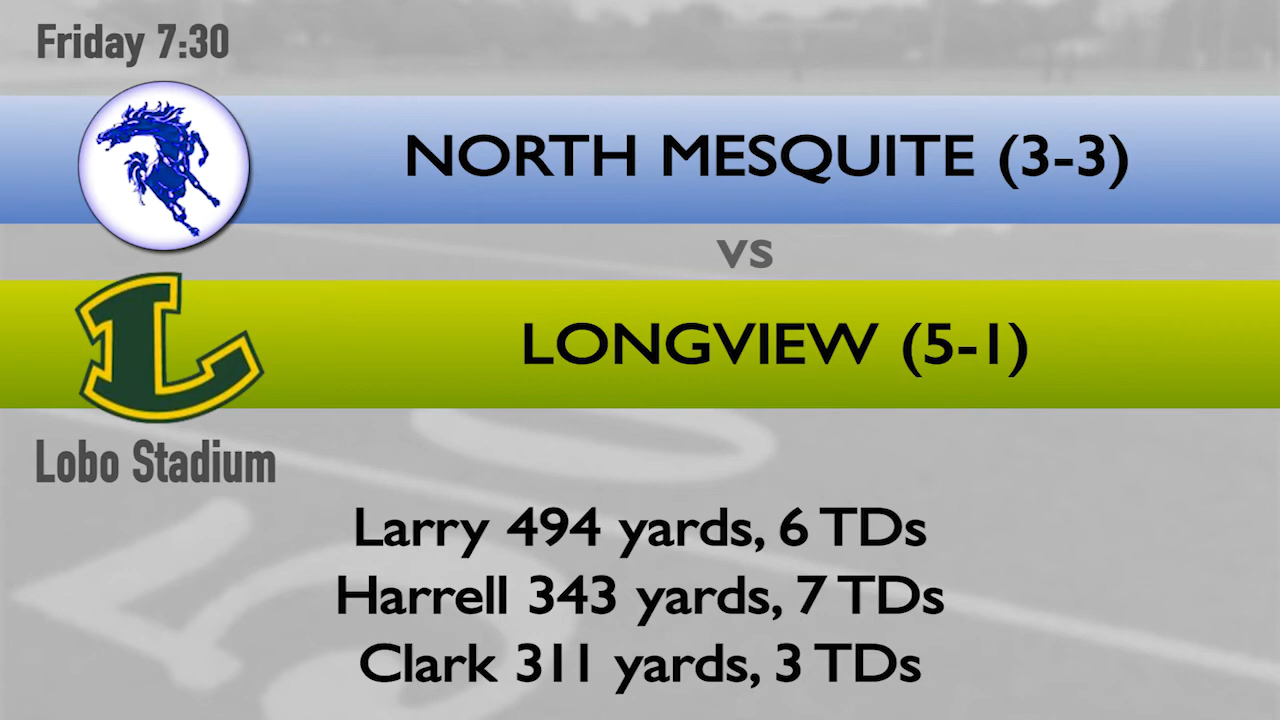 Friday 7:30
NORTH MESQUITE (3-3)
vs
L
LONGVIEW (5-1)
Lobo Stadium
Larry 494 yards, 6 TDs
Harrell 343 yards, 7 TDs
Clark 311 yards, 3 TDs